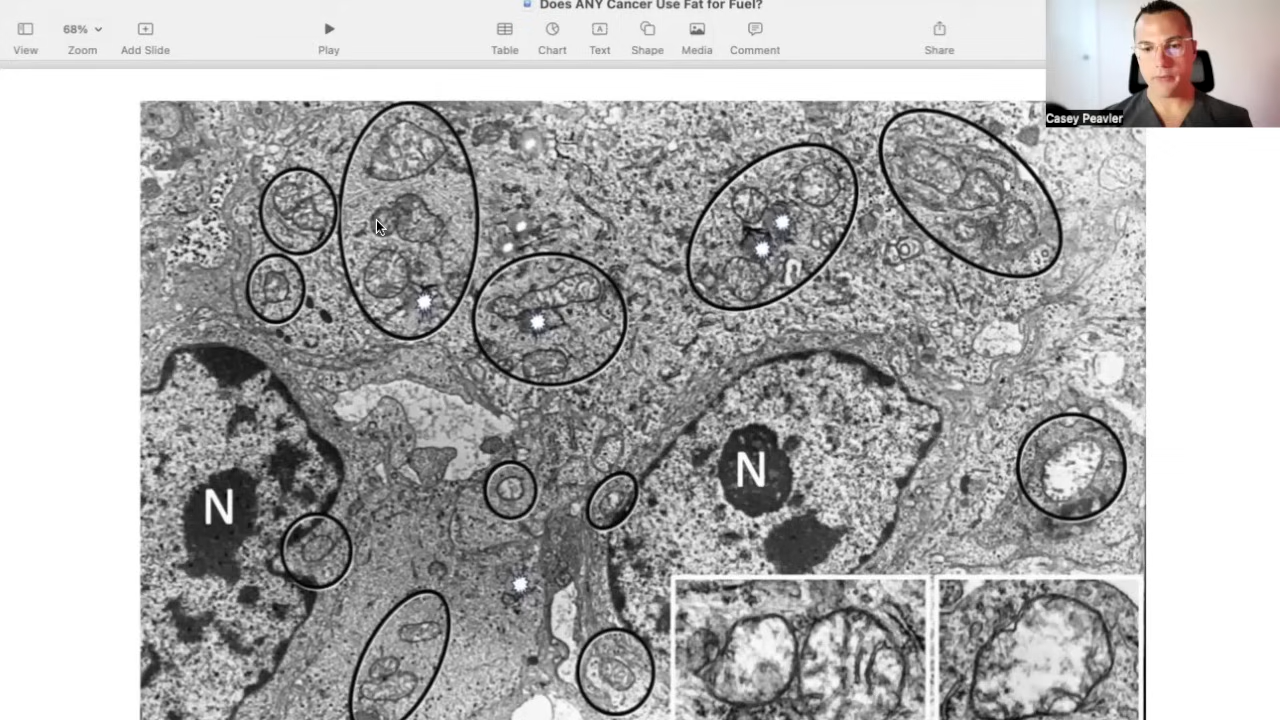 Does ANY Cancer Use Fat for Fuel?
68%
View
Zoom
Add Slide
Play
Table
Chart
Text
Shape
Media
Comment
Share
Casey Peavler
N
N